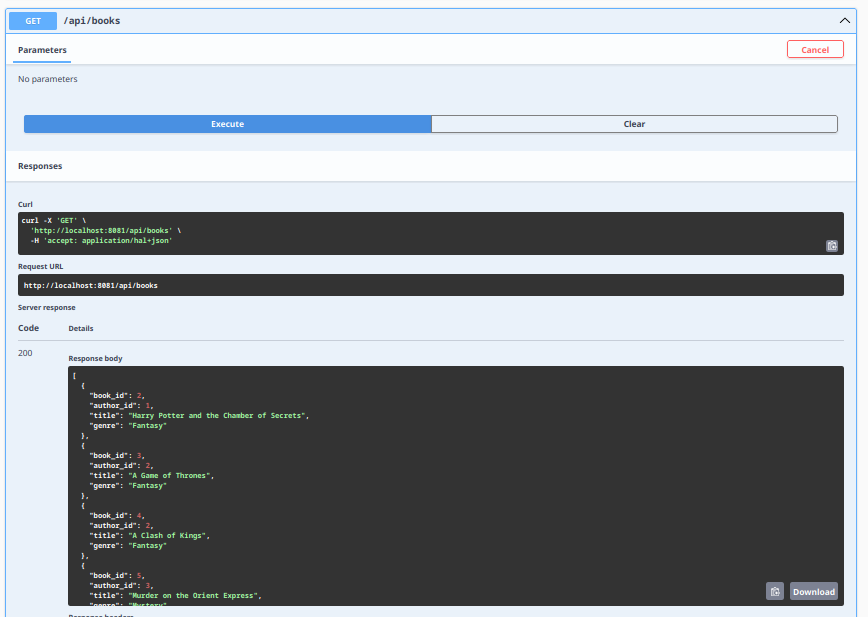 GET /api/books
Parameters Cancel
No parameters
Execute Clear
Responses
Curl
curl -X 'GET' \
  'http://localhost:8081/api/books' \
  -H 'accept: application/hal+json'
Request URL
http://localhost:8081/api/books
Server response
Code Details
200
Response body
[
  {
    "book_id": 2,
    "author_id": 1,
    "title": "Harry Potter and the Chamber of Secrets",
    "genre": "Fantasy"
  },
  {
    "book_id": 3,
    "author_id": 2,
    "title": "A Game of Thrones",
    "genre": "Fantasy"
  },
  {
    "book_id": 4,
    "author_id": 2,
    "title": "A Clash of Kings",
    "genre": "Fantasy"
  },
  {
    "book_id": 5,
    "author_id": 3,
    "title": "Murder on the Orient Express",
    "genre": "Mystery"
Download
Response headers